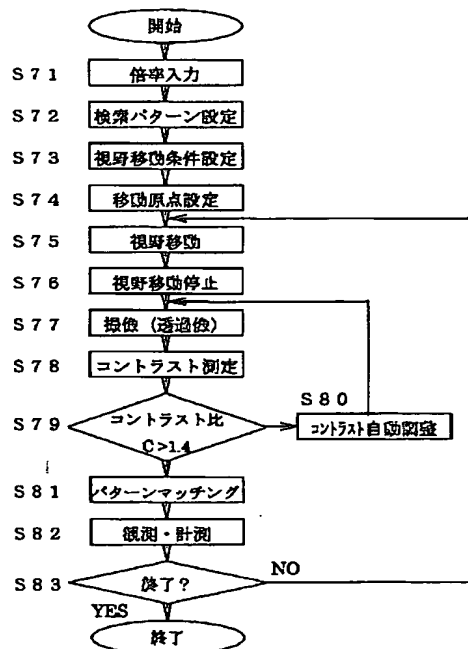 開始
S71 倍率入力
S72 検索パターン設定
S73 視野移動条件設定
S74 移動原点設定
S75 視野移動
S76 視野移動停止
S77 撮像（透過像）
S78 コントラスト測定
S79 コントラスト比
C>1.4
S80
コントラスト自動調整
S81 パターンマッチング
S82 観測・計測
S83 終了？
NO
YES
終了